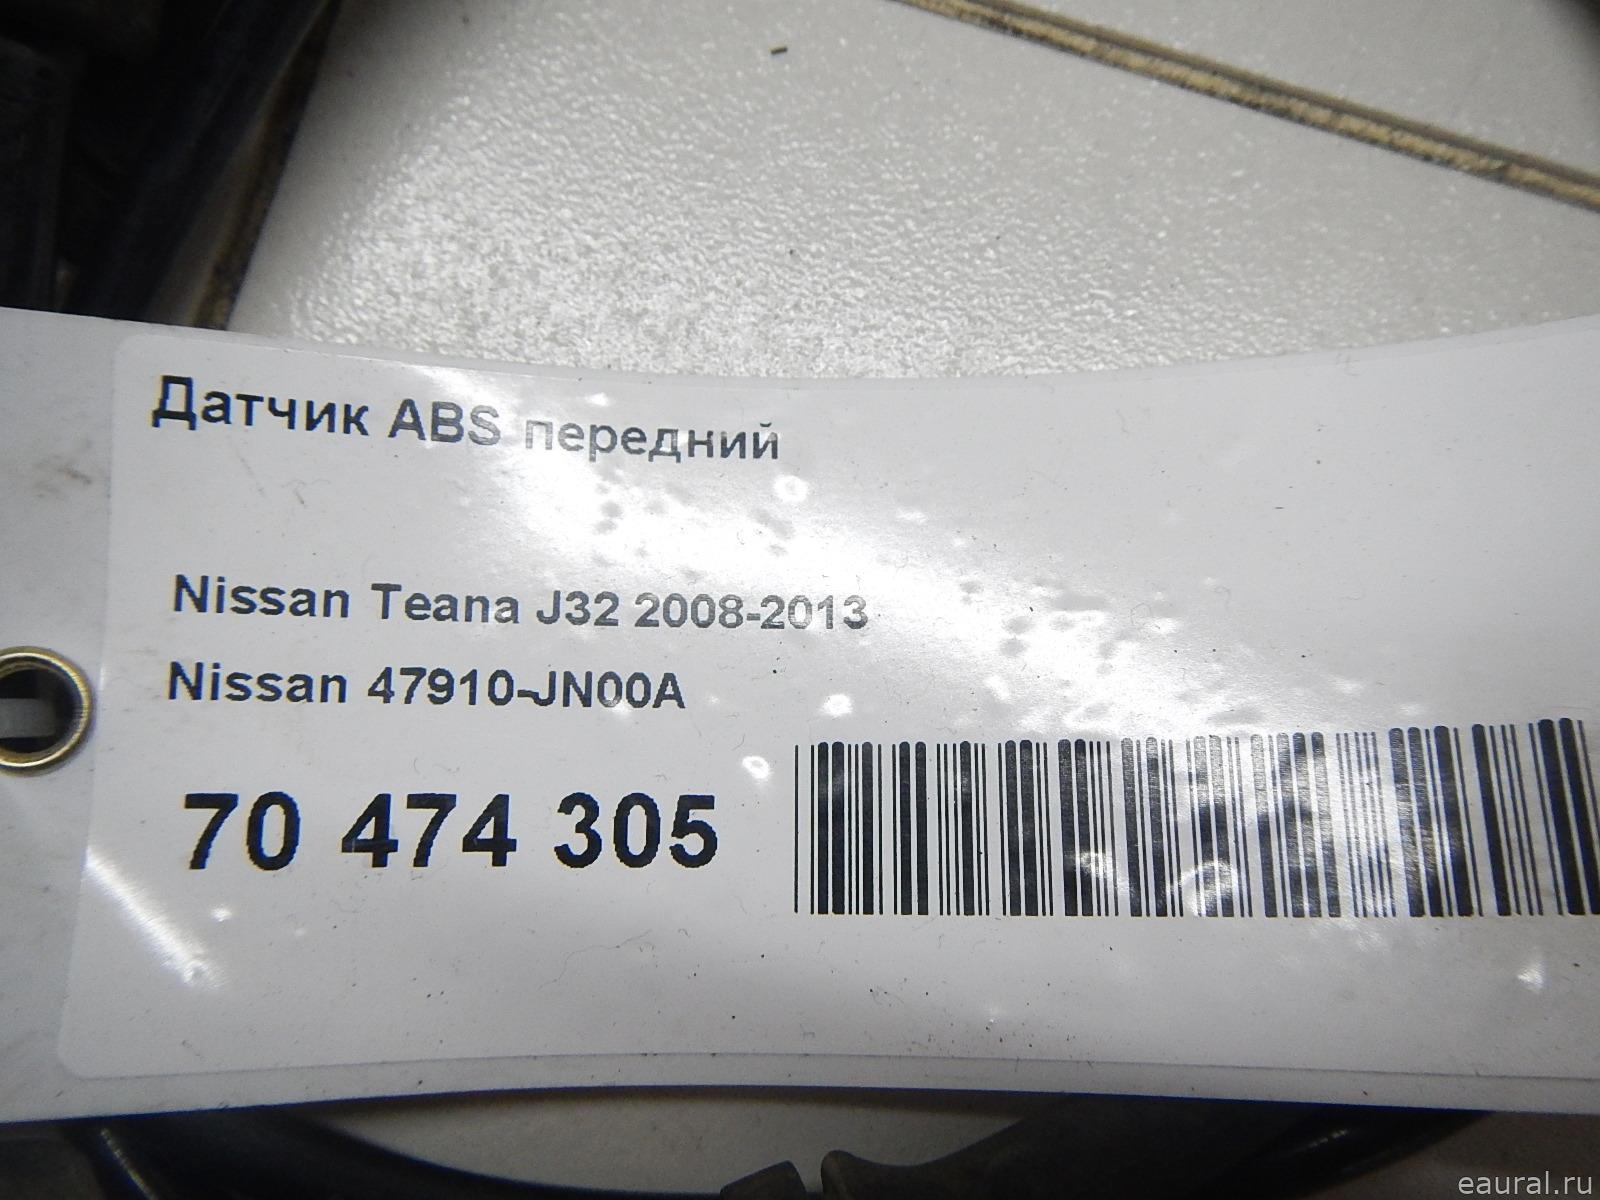 Датчик ABS передний
Nissan Teana J32 2008-2013
Nissan 47910-JN00A
70 474 305
eaural.ru